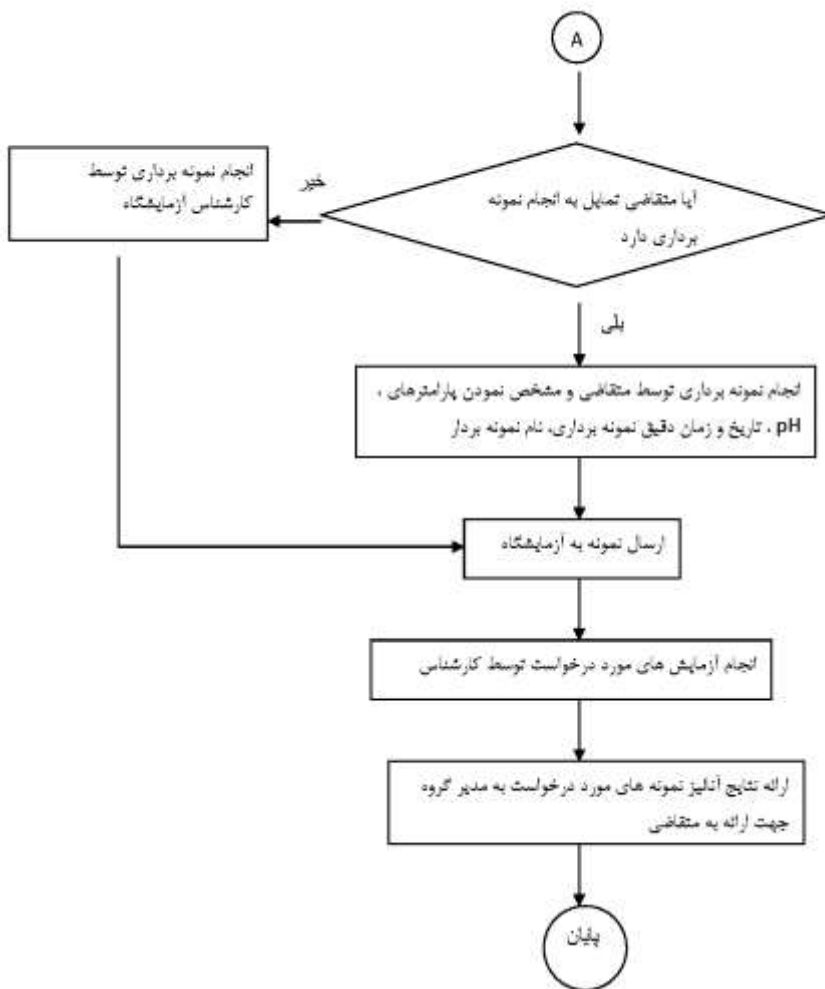 A
آیا متقاضی تمایل به انجام نمونه
برداری دارد
خیر
انجام نمونه برداری توسط
کارشناس آزمایشگاه
بلی
انجام نمونه برداری توسط متقاضی و مشخص نمودن پارامترهای ،
pH ، تاریخ و زمان دقیق نمونه برداری، نام نمونه بردار
ارسال نمونه به آزمایشگاه
انجام آزمایش های مورد درخواست توسط کارشناس
ارائه نتایج آنالیز نمونه های مورد درخواست به مدیر گروه
جهت ارائه به متقاضی
پایان